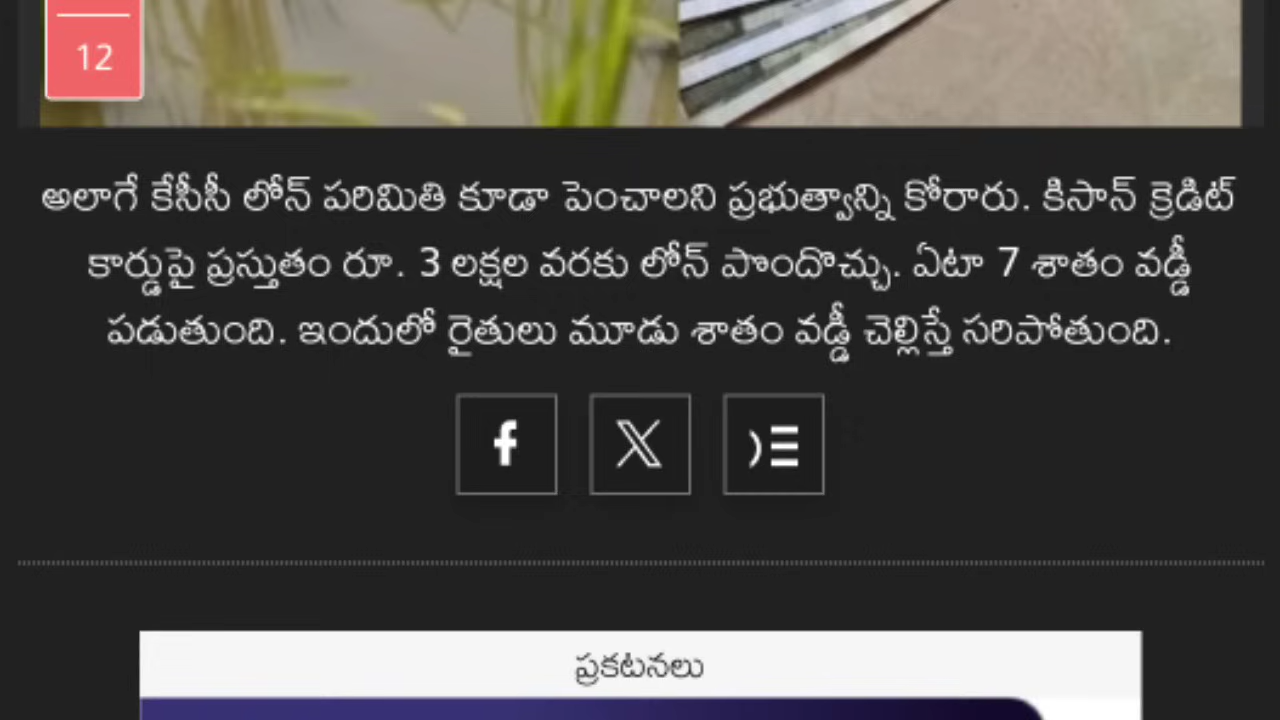 12
అలాగే కేసీసీ లోన్ పరిమితి కూడా పెంచాలని ప్రభుత్వాన్ని కోరారు. కిసాన్ క్రెడిట్
కార్డుపై ప్రస్తుతం రూ. 3 లక్షల వరకు లోన్ పొందొచ్చు. ఏటా 7 శాతం వడ్డీ
పడుతుంది. ఇందులో రైతులు మూడు శాతం వడ్డీ చెల్లిస్తే సరిపోతుంది.
ప్రకటనలు